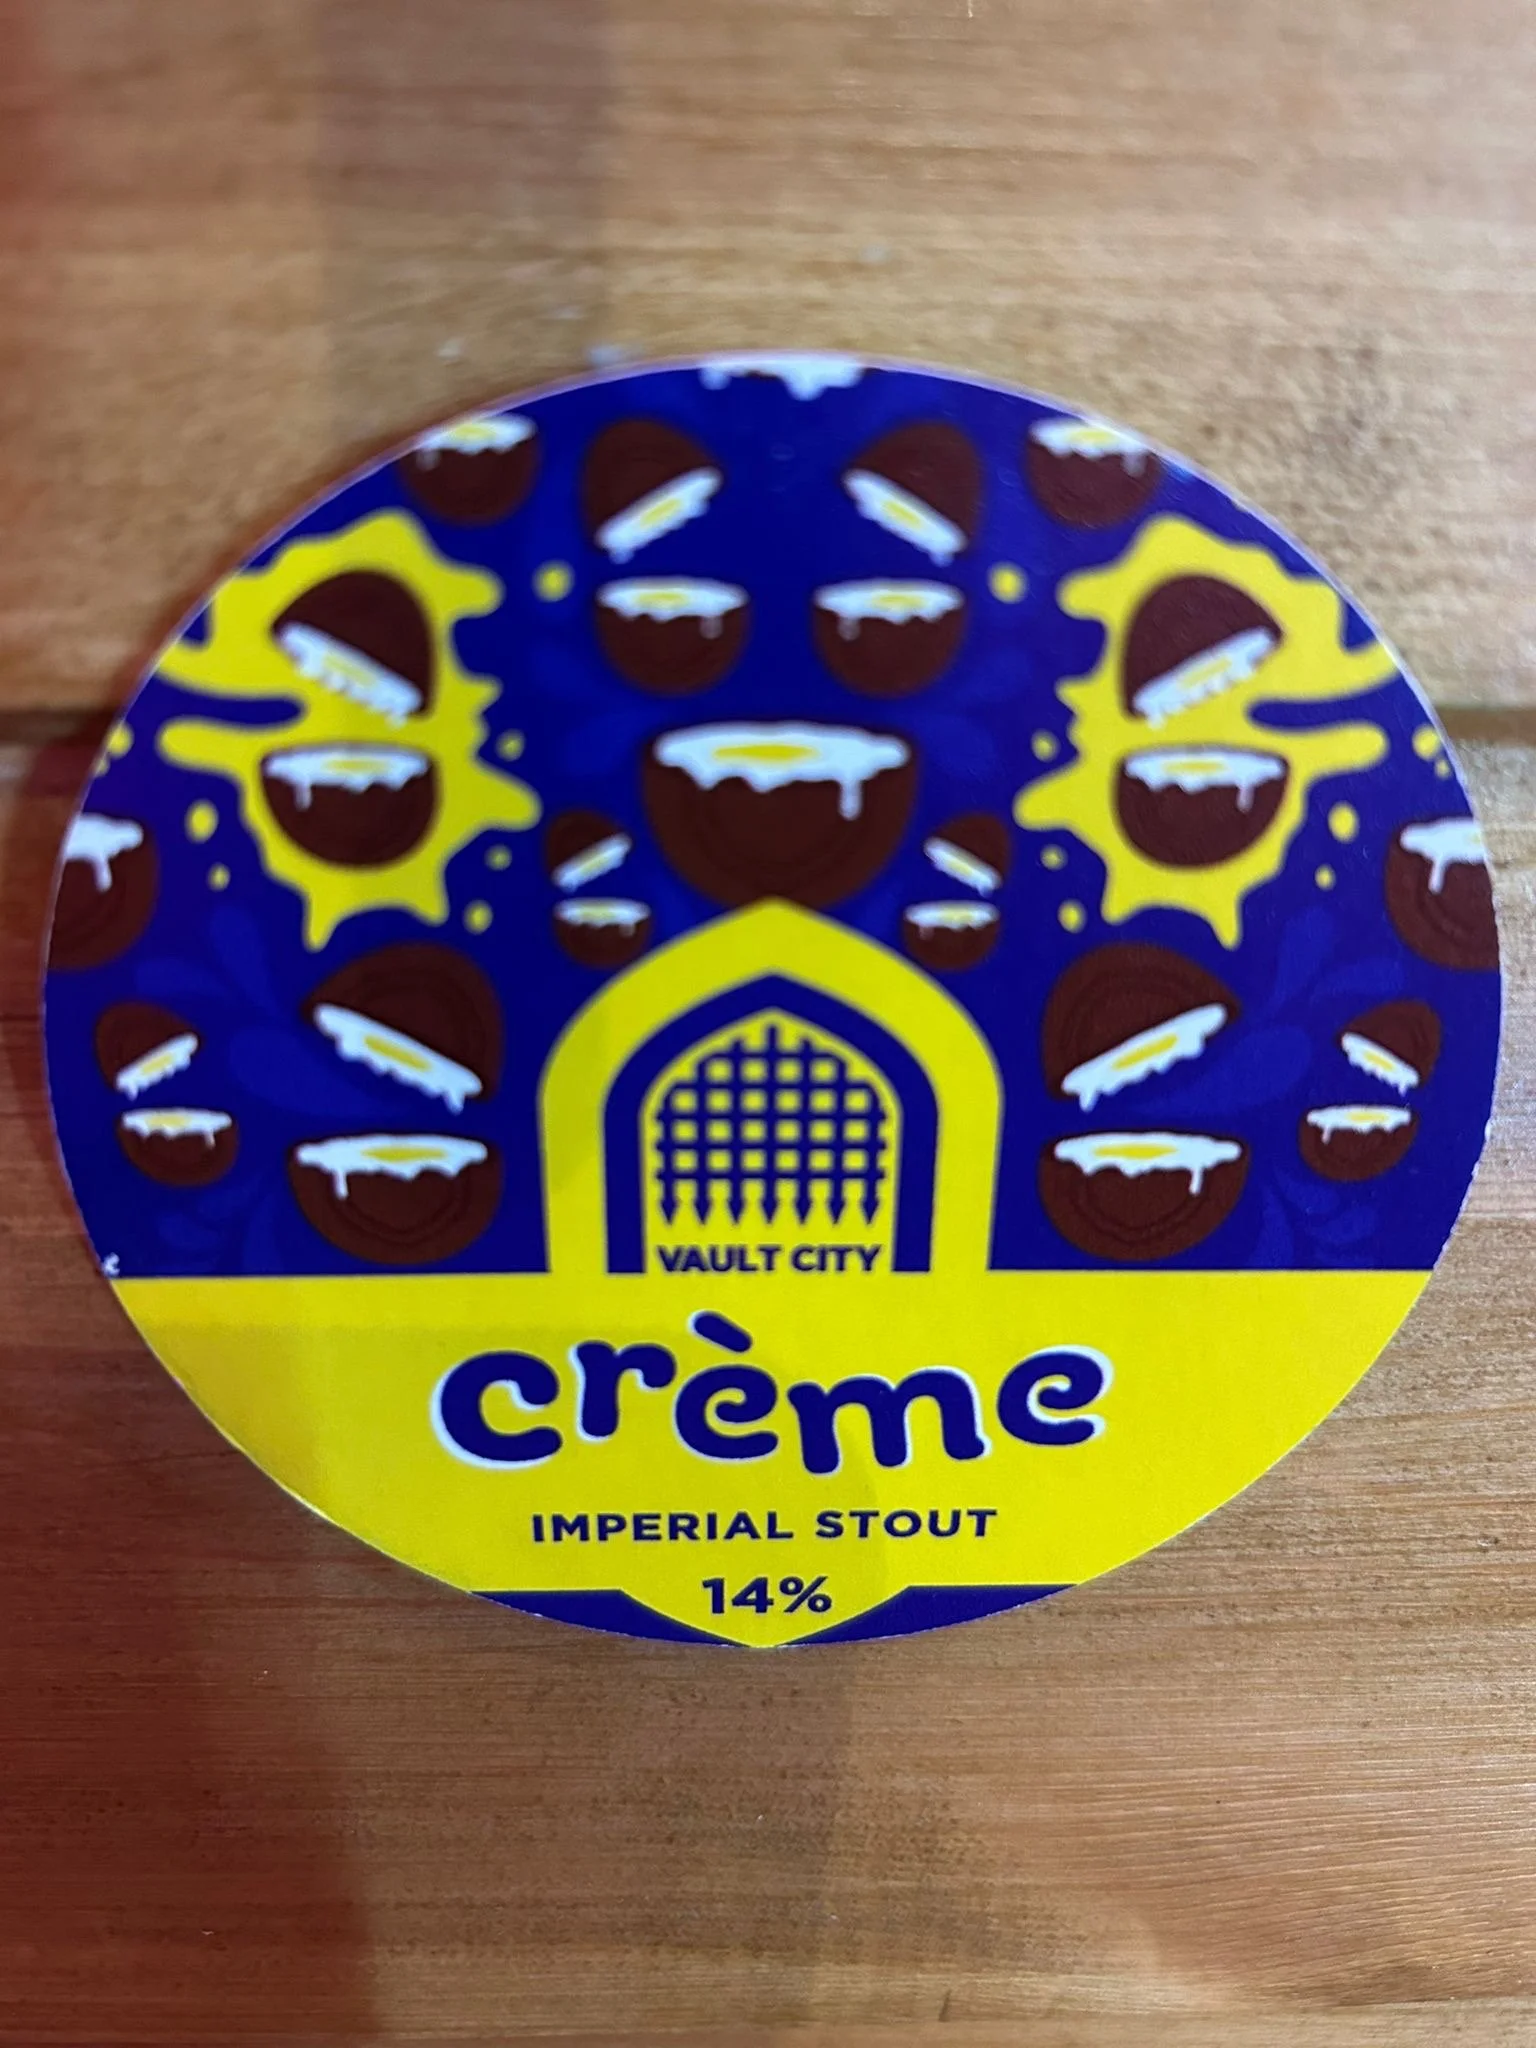 VAULT CITY
crème
IMPERIAL STOUT
14%